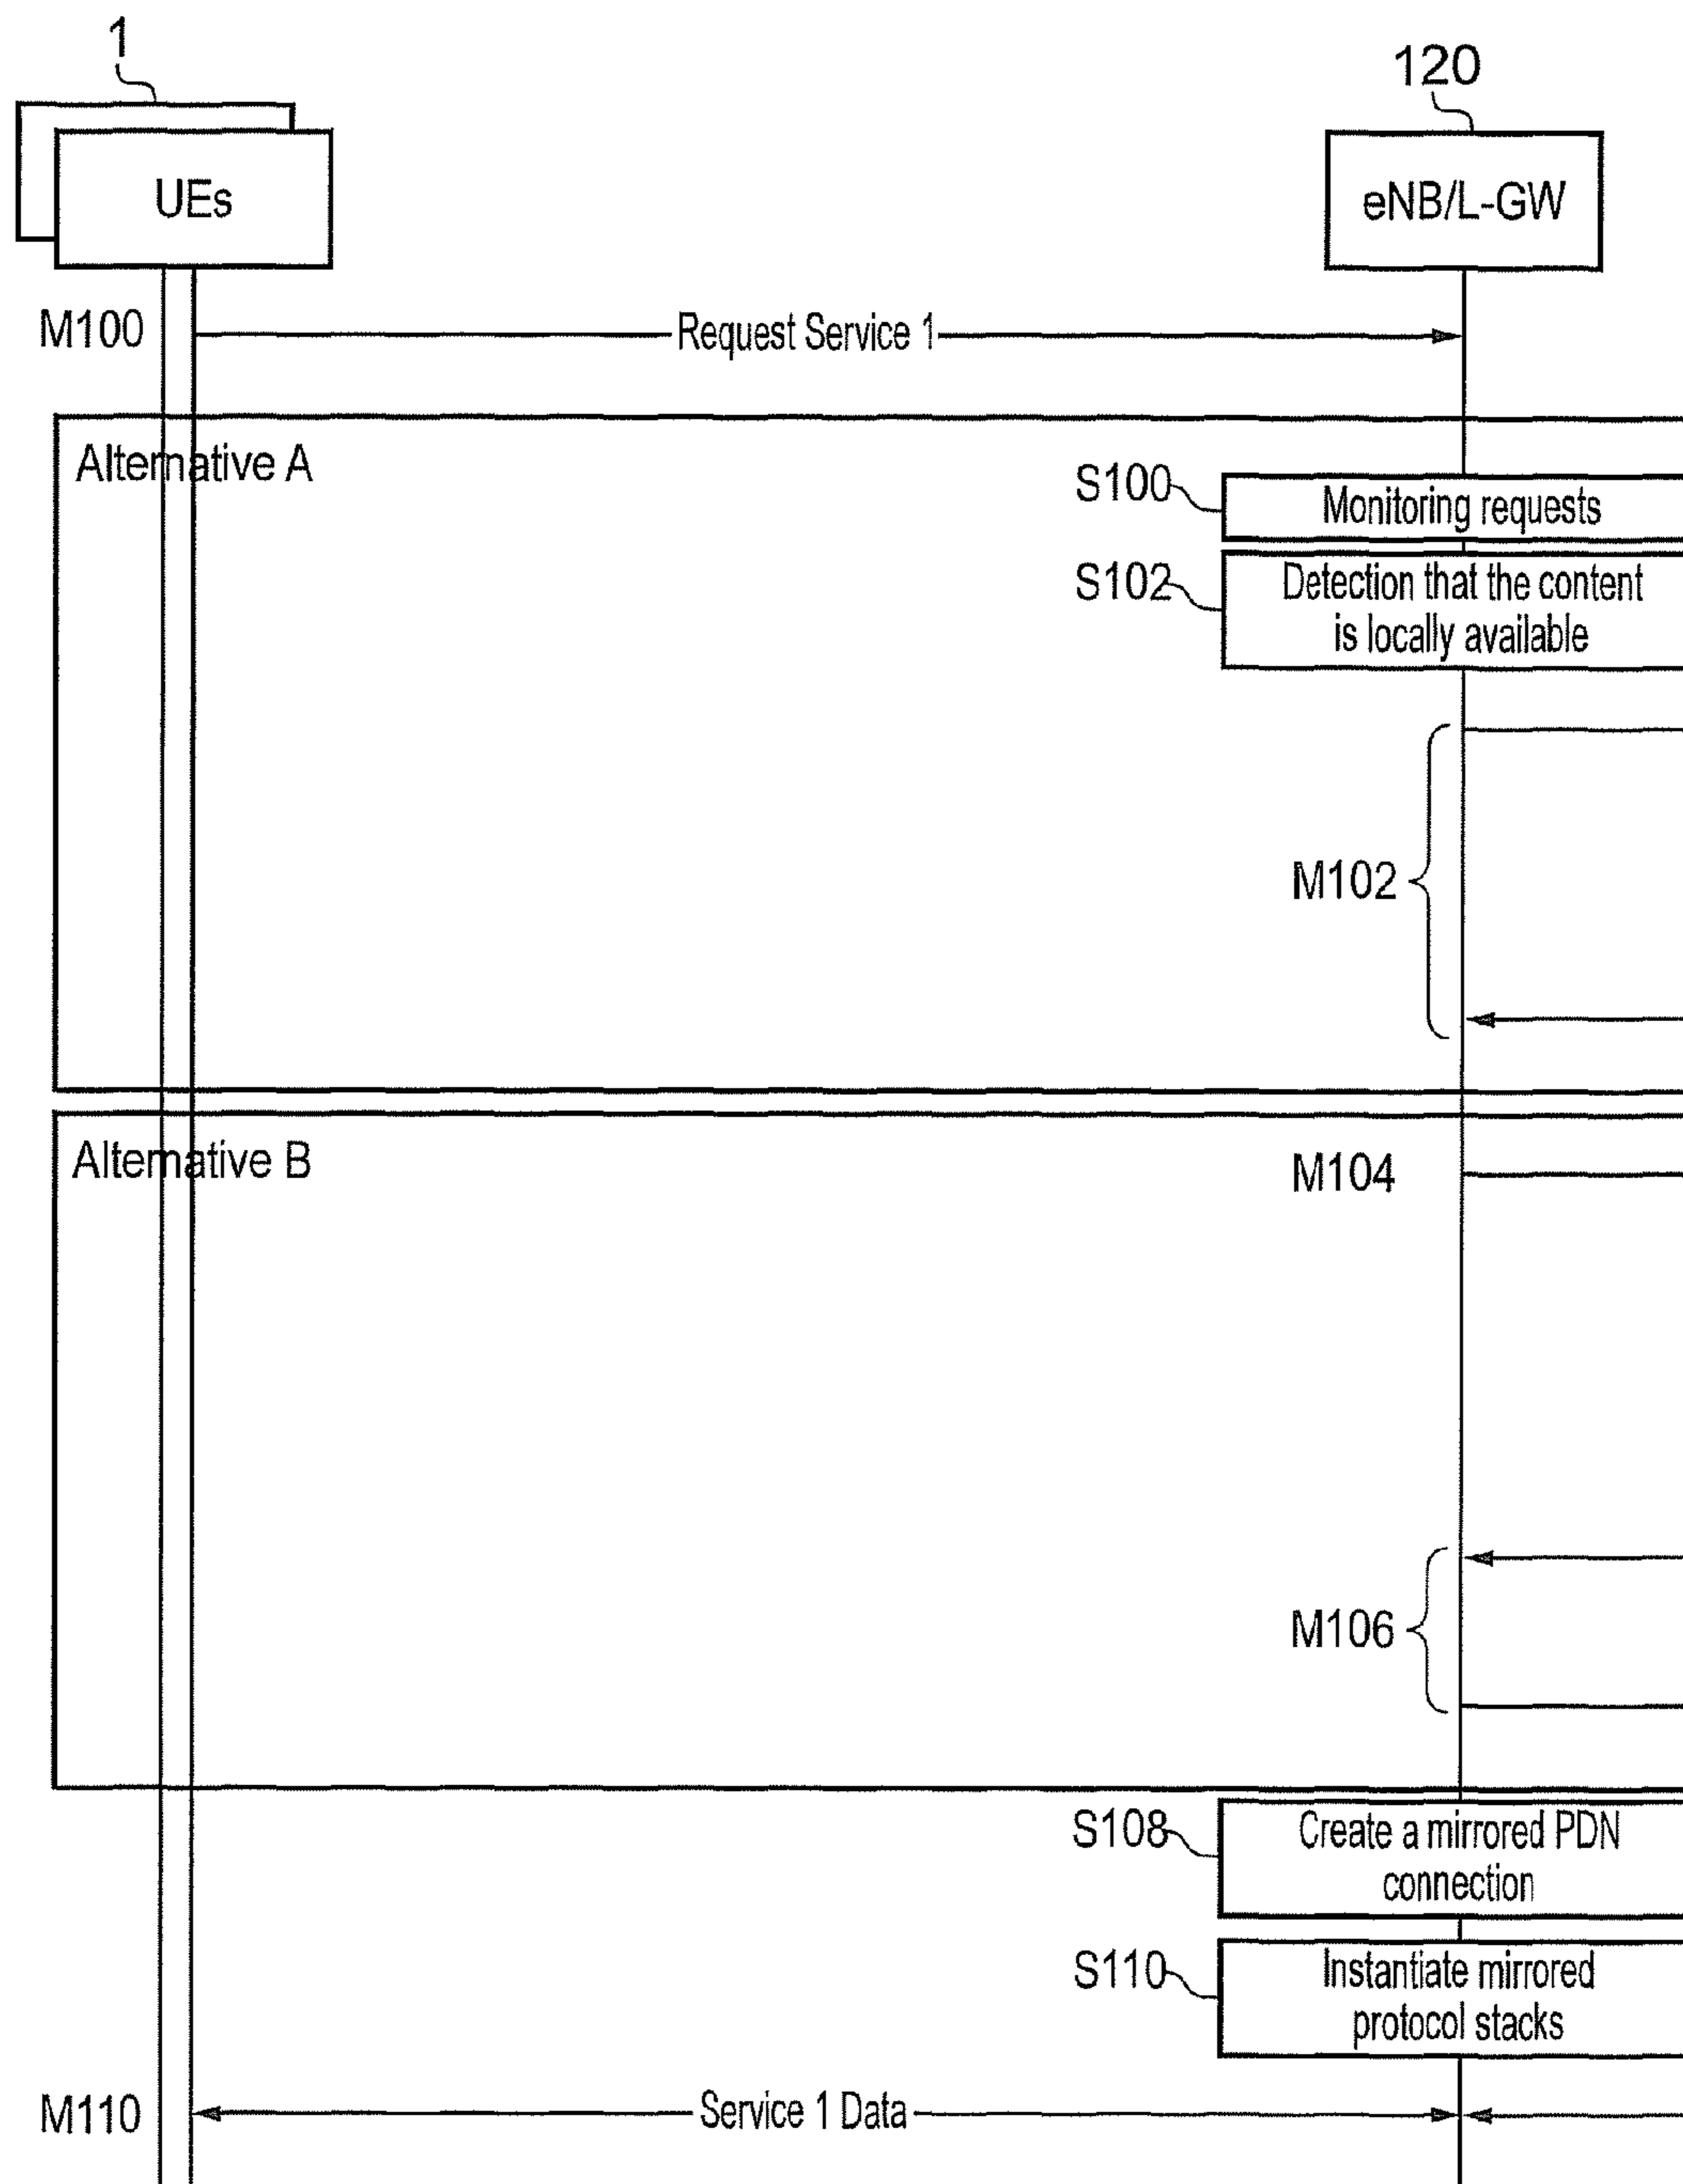 1
120
UEs
eNB/L-GW
M100
Request Service 1
Alternative A
S100
Monitoring requests
S102
Detection that the content
is locally available
M102
Alternative B
M104
M106
S108
Create a mirrored PDN
connection
S110
Instantiate mirrored
protocol stacks
M110
Service 1 Data